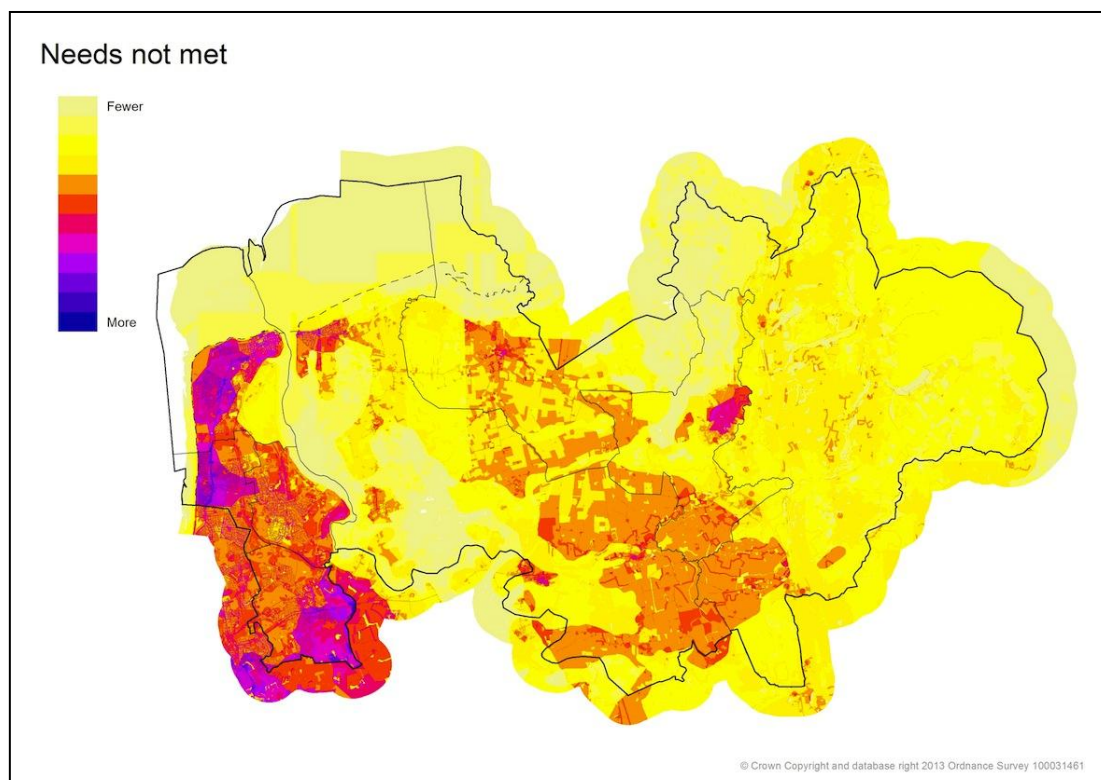 Needs not met
Fewer
More
© Crown Copyright and database right 2013 Ordnance Survey 100031461